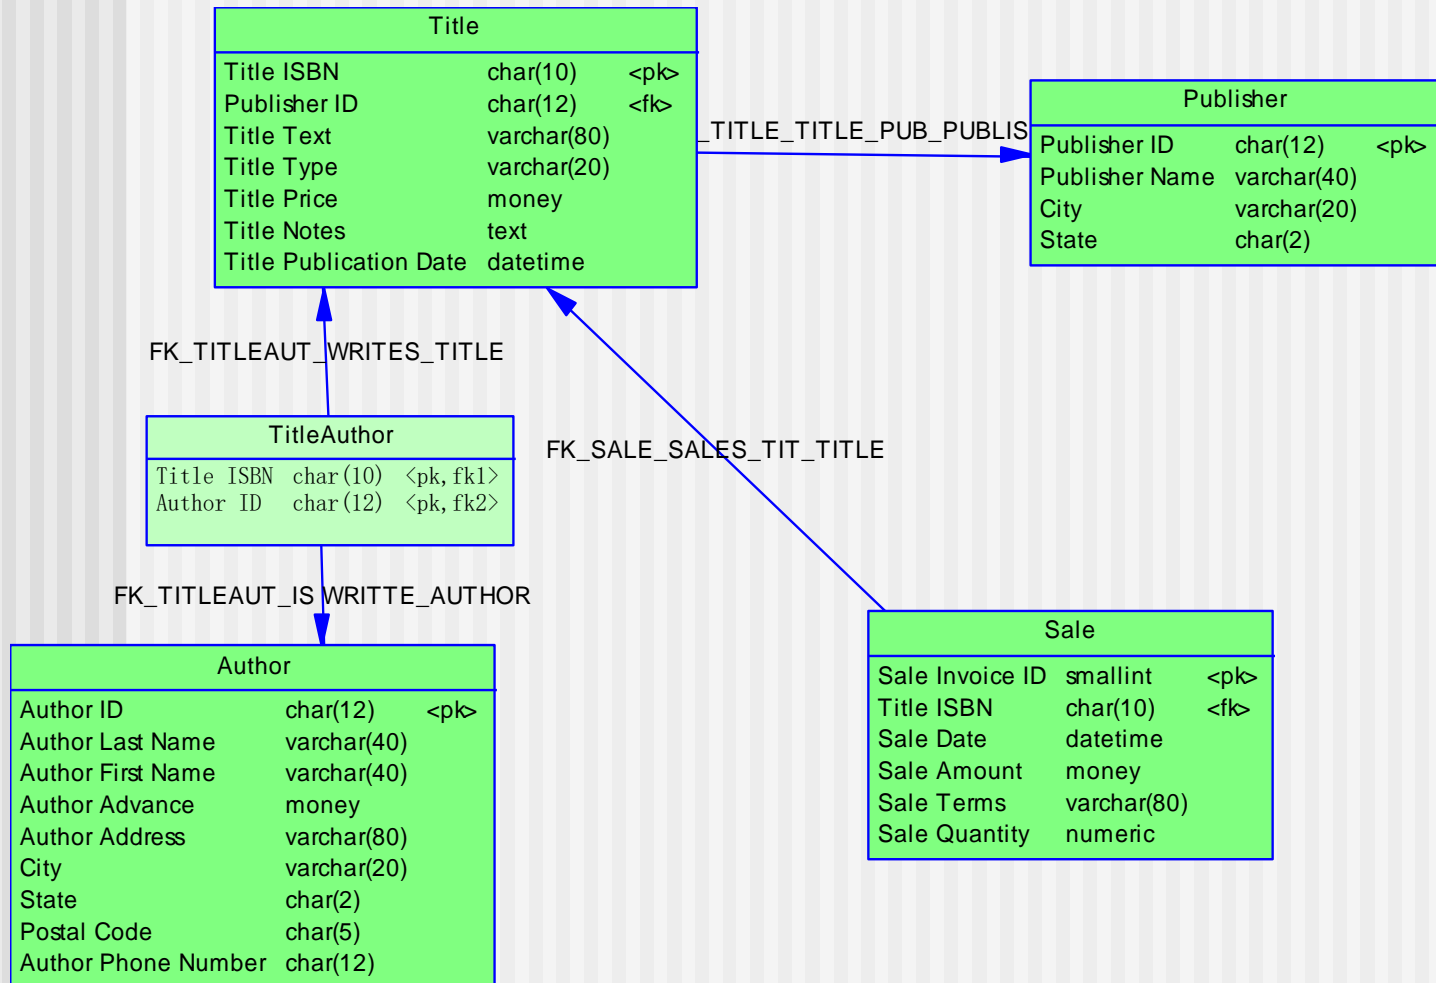 Title
Title ISBN char(10) <pk>
Publisher ID char(12) <fk>
Title Text varchar(80)
Title Type varchar(20)
Title Price money
Title Notes text
Title Publication Date datetime
_TITLE_TITLE_PUB_PUBLIS
Publisher
Publisher ID char(12) <pk>
Publisher Name varchar(40)
City varchar(20)
State char(2)
FK_TITLEAUT_WRITES_TITLE
TitleAuthor
Title ISBN char(10) <pk,fk1>
Author ID char(12) <pk,fk2>
FK_SALE_SALES_TIT_TITLE
FK_TITLEAUT_IS WRITTE_AUTHOR
Author
Author ID char(12) <pk>
Author Last Name varchar(40)
Author First Name varchar(40)
Author Advance money
Author Address varchar(80)
City varchar(20)
State char(2)
Postal Code char(5)
Author Phone Number char(12)
Sale
Sale Invoice ID smallint <pk>
Title ISBN char(10) <fk>
Sale Date datetime
Sale Amount money
Sale Terms varchar(80)
Sale Quantity numeric